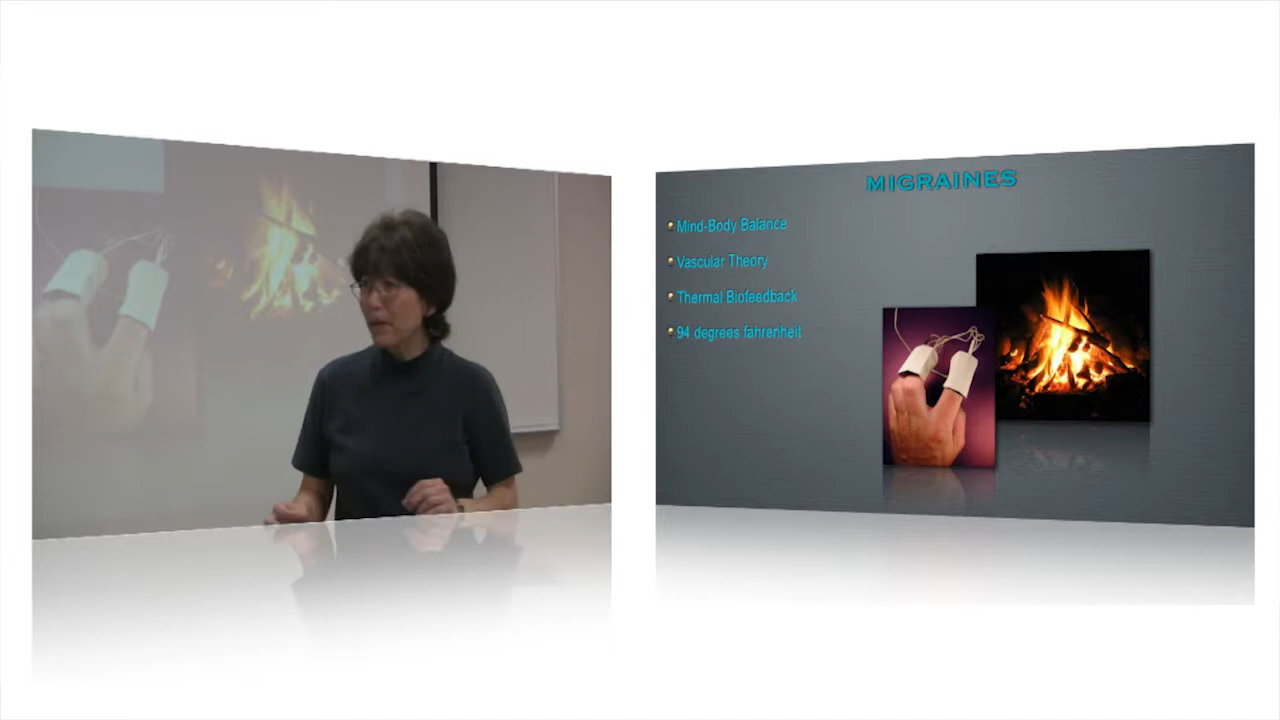 MIGRAINES
Mind-Body Balance
Vascular Theory
Thermal Biofeedback
94 degrees fahrenheit